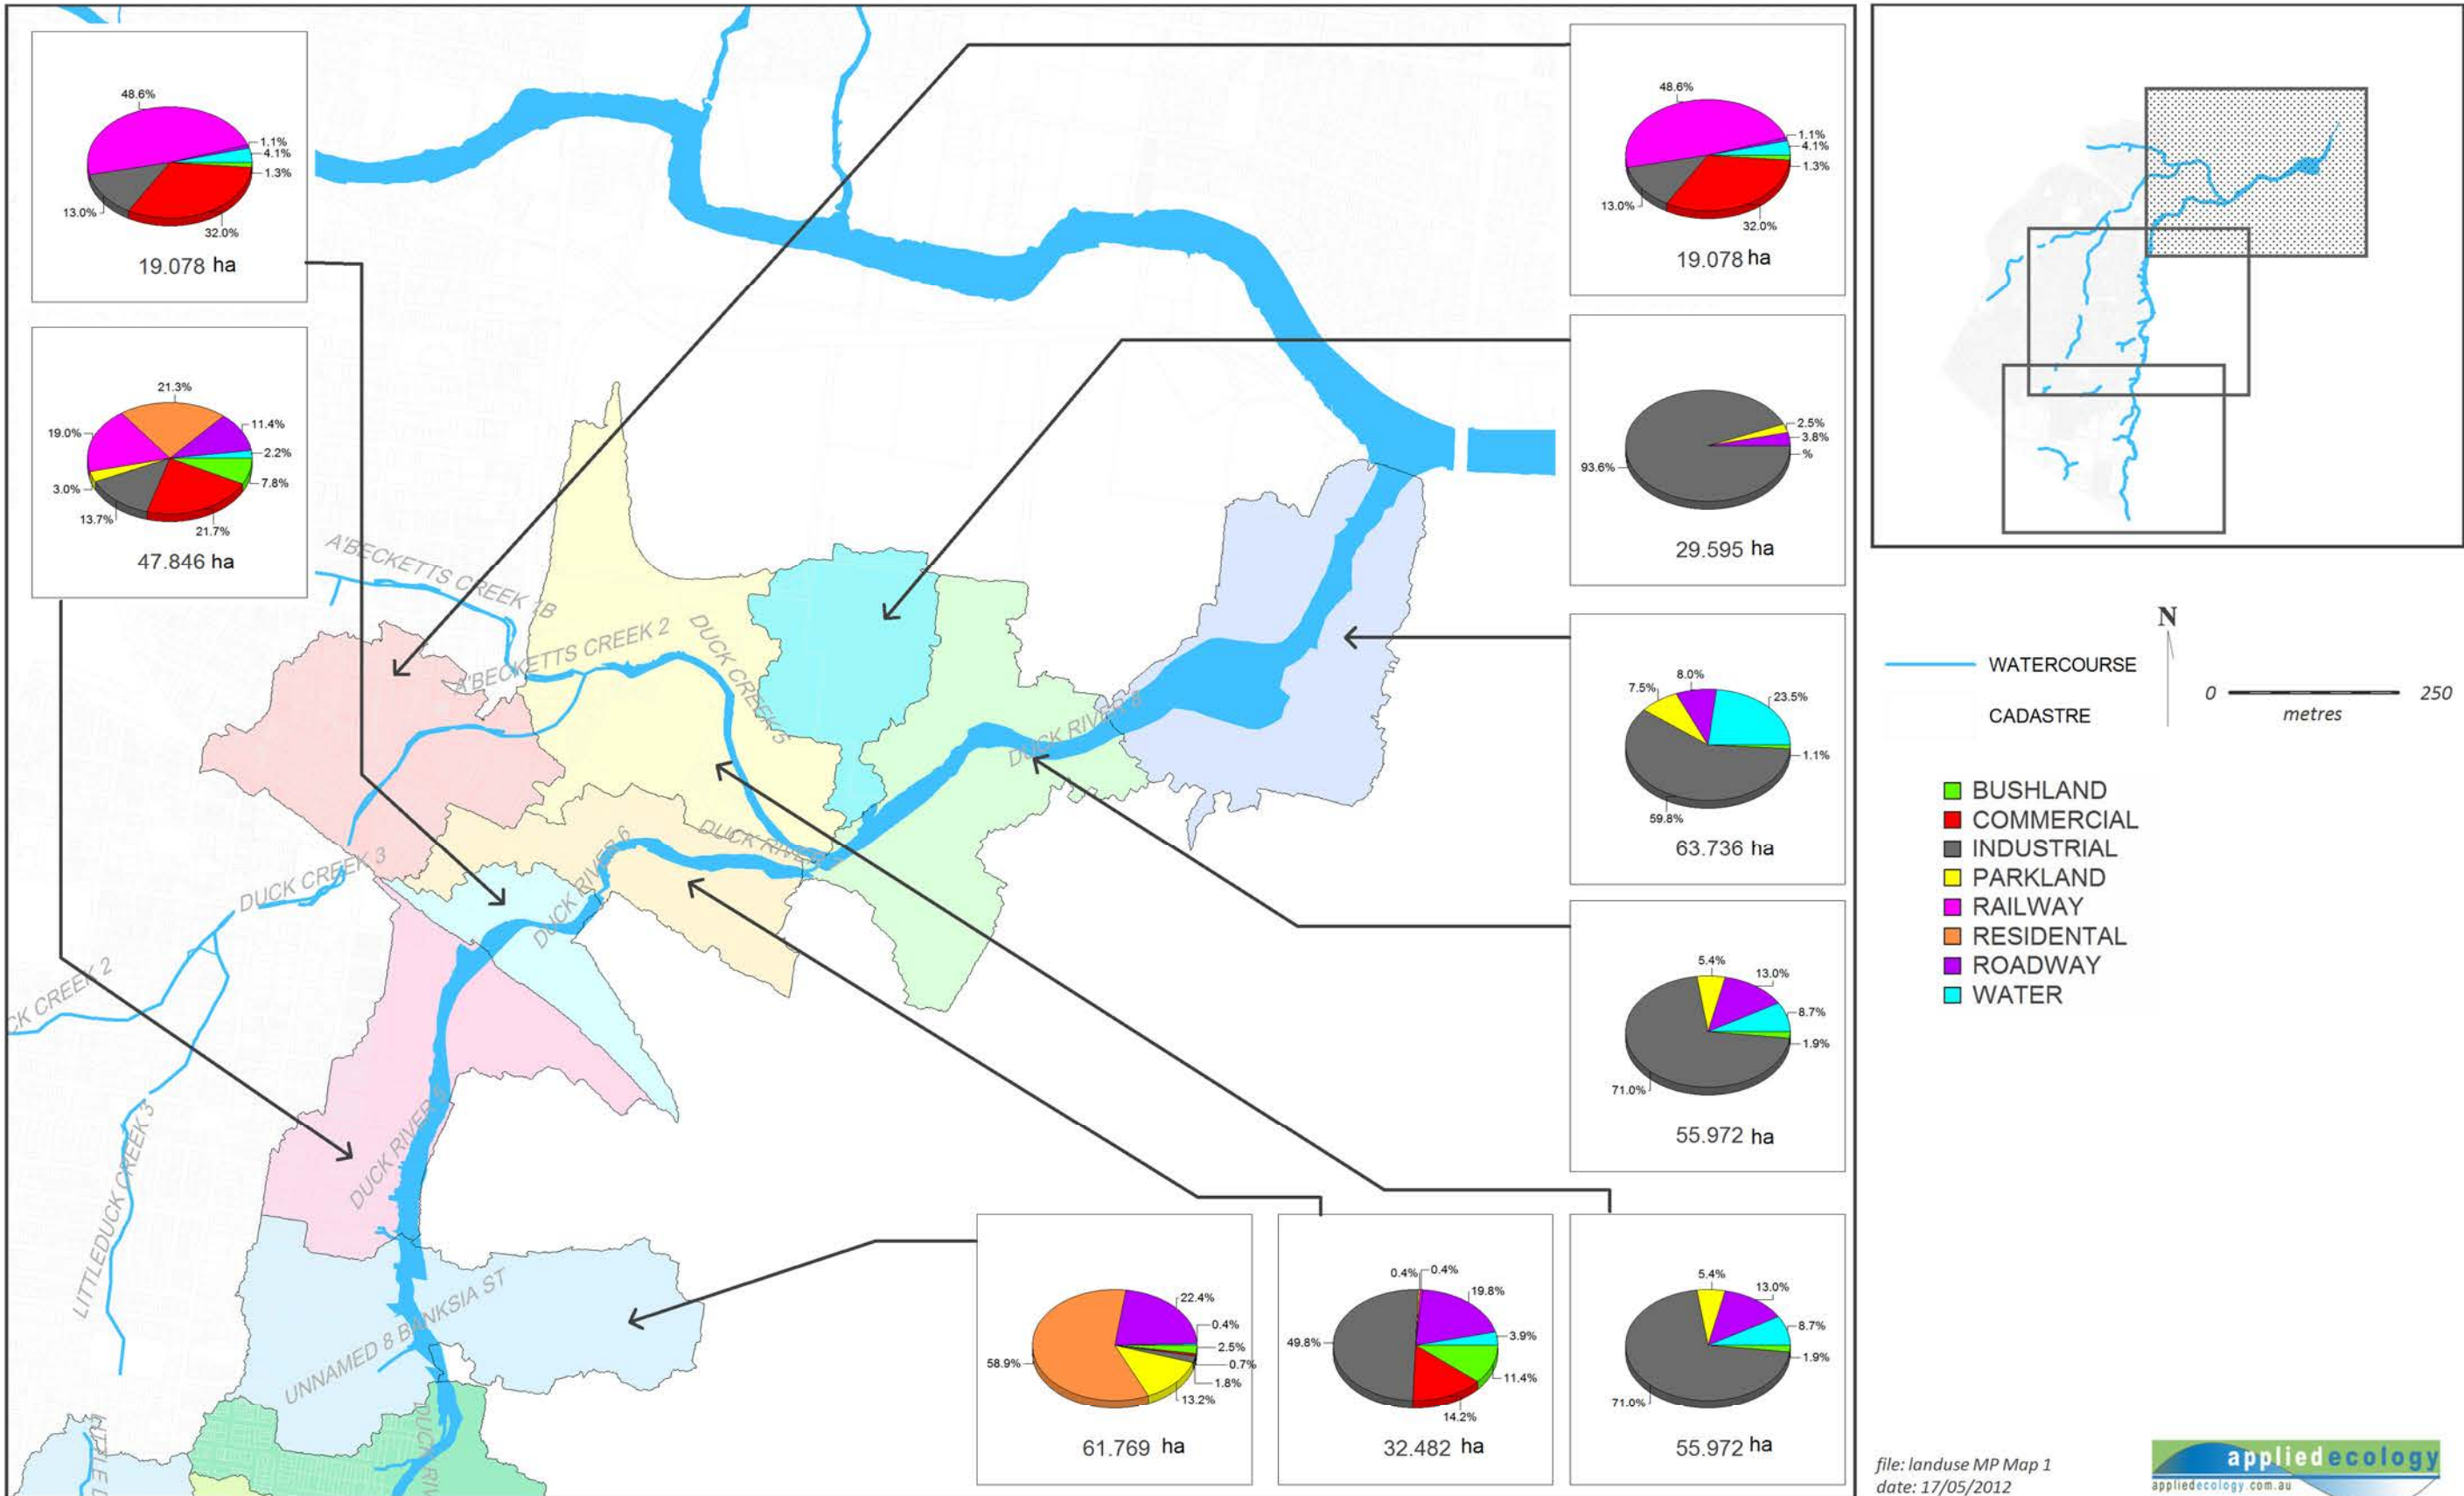 48.6%
1.1%
4.1%
1.3%
13.0%
32.0%
19.078 ha
21.3%
19.0%
11.4%
2.2%
7.8%
3.0%
13.7%
21.7%
47.846 ha
48.6%
1.1%
4.1%
1.3%
13.0%
32.0%
19.078 ha
2.5%
3.8%
%
93.6%
29.595 ha
8.0%
7.5%
23.5%
1.1%
59.8%
63.736 ha
5.4%
13.0%
8.7%
1.9%
71.0%
55.972 ha
22.4%
0.4%
2.5%
0.7%
1.8%
13.2%
58.9%
61.769 ha
0.4%
0.4%
19.8%
3.9%
11.4%
14.2%
49.8%
32.482 ha
5.4%
13.0%
8.7%
1.9%
71.0%
55.972 ha
A'BECKETTS CREEK 1B
A'BECKETTS CREEK 2
DUCK CREEK 5
DUCK RIVER 8
DUCK RIVER
DUCK RIVER 6
DUCK CREEK 3
CK CREEK 2
LITTLEDUCK CREEK 3
DUCK RIVER 5
UNNAMED 8 BANKSIA ST
DUCK RIV
N
WATERCOURSE
CADASTRE
0 250
metres
BUSHLAND
COMMERCIAL
INDUSTRIAL
PARKLAND
RAILWAY
RESIDENTAL
ROADWAY
WATER
file: landuse MP Map 1
date: 17/05/2012
appliedecology
appliedecology.com.au